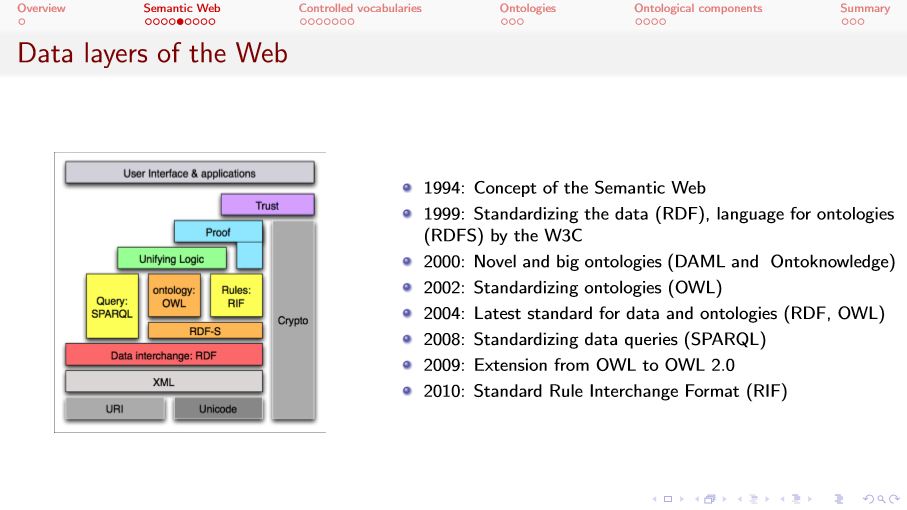 Overview
Semantic Web
Controlled vocabularies
Ontologies
Ontological components
Summary
Data layers of the Web
User Interface & applications
Trust
Proof
Unifying Logic
Query:
SPARQL
ontology:
OWL
Rules:
RIF
Crypto
RDF-S
Data interchange: RDF
XML
URI
Unicode
1994: Concept of the Semantic Web
1999: Standardizing the data (RDF), language for ontologies
(RDFS) by the W3C
2000: Novel and big ontologies (DAML and Ontoknowledge)
2002: Standardizing ontologies (OWL)
2004: Latest standard for data and ontologies (RDF, OWL)
2008: Standardizing data queries (SPARQL)
2009: Extension from OWL to OWL 2.0
2010: Standard Rule Interchange Format (RIF)